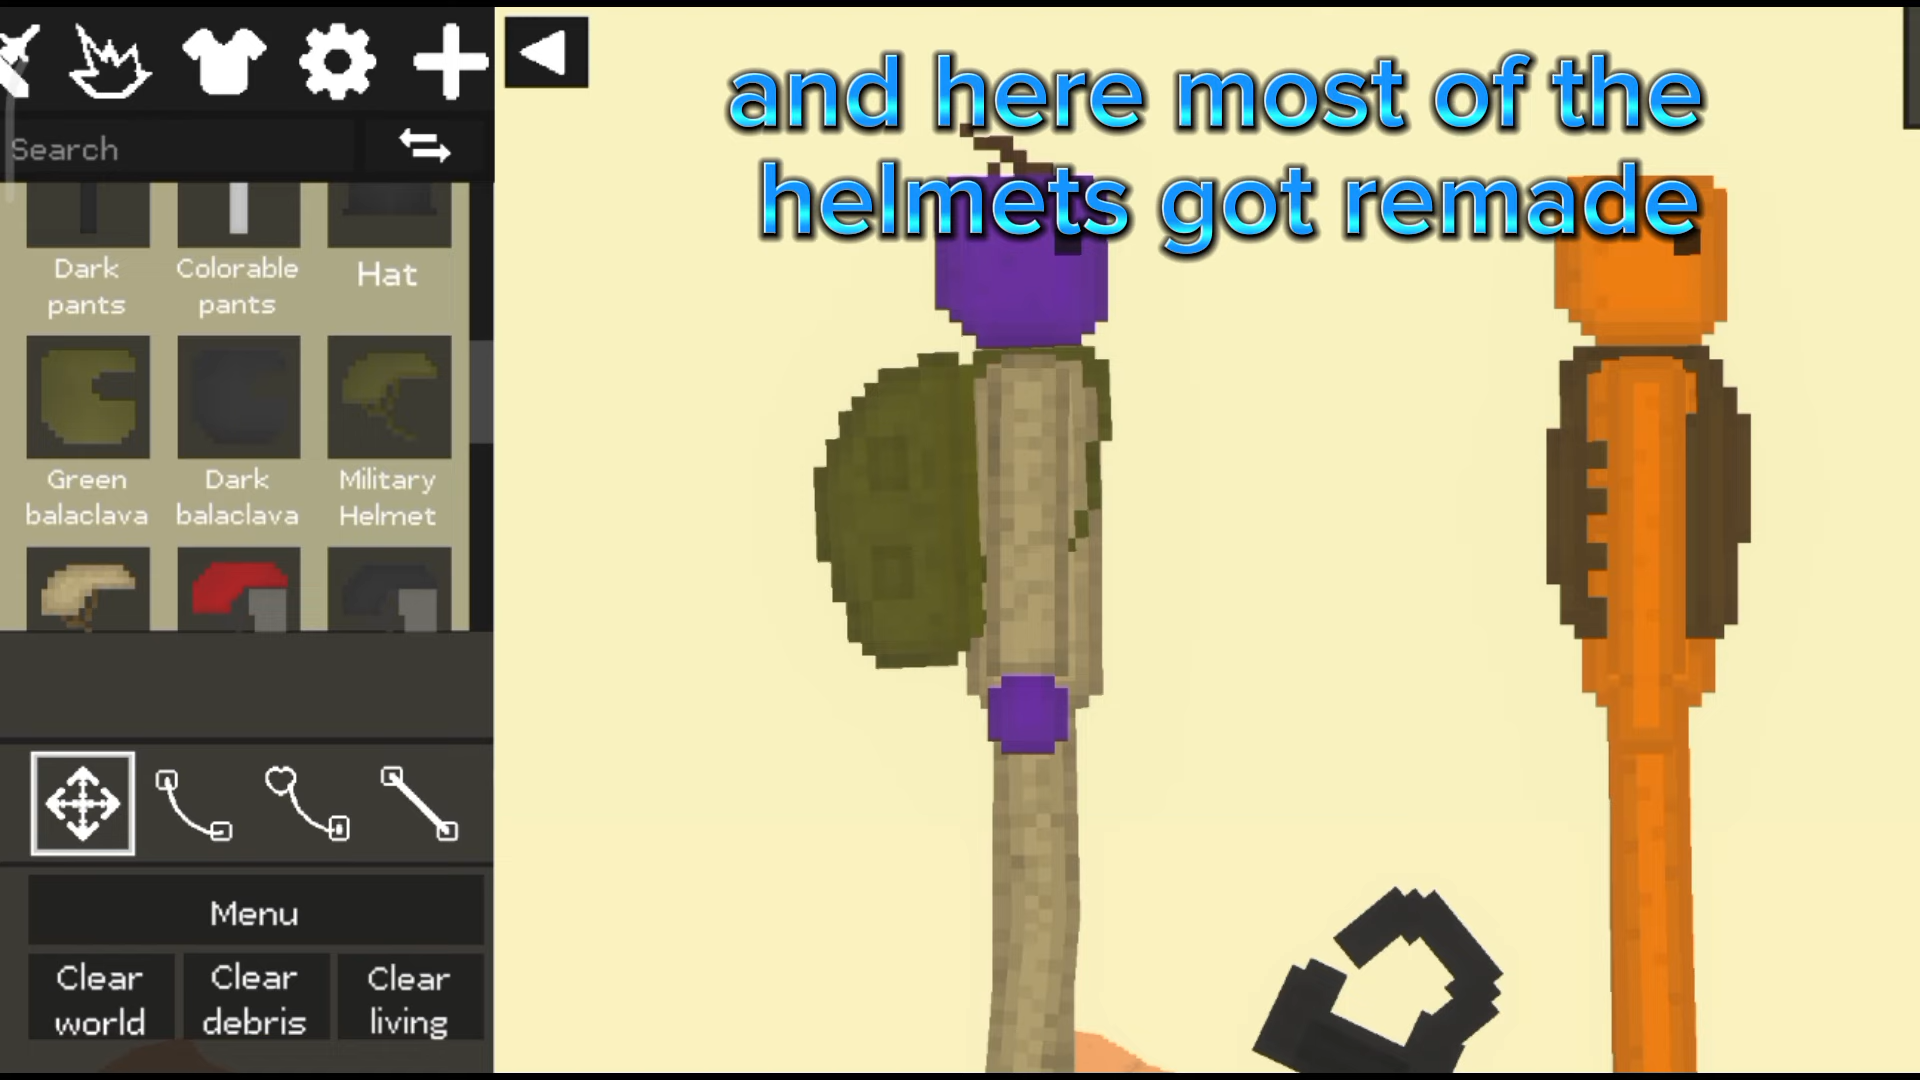 and here most of the
helmets got remade
Search
Dark
pants
Colorable
pants
Hat
Green
balaclava
Dark
balaclava
Military
Helmet
Menu
Clear
world
Clear
debris
Clear
living